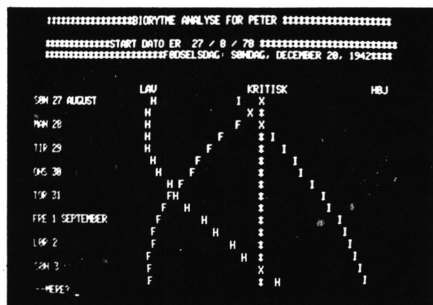 **************BIORYTME ANALYSE FOR PETER **********************
*************START DATO ER 27 / 8 / 78 **********************
*******************FØDSELSDAG: SØNDAG, DECEMBER 20, 1942****
LAV KRITISK HØJ
SØN 27 AUGUST H I X
H X *
MAN 28 H F *
H F * I
TIR 29 H F * I
H F * I
ONS 30 H F * I
H F * I
TOR 31 FH * I
F H * I
FRE 1 SEPTEMBER F H * I
F H * I
LØR 2 F H * I
F H * I
SØN 3 F X I
F * H I
--MERE?_